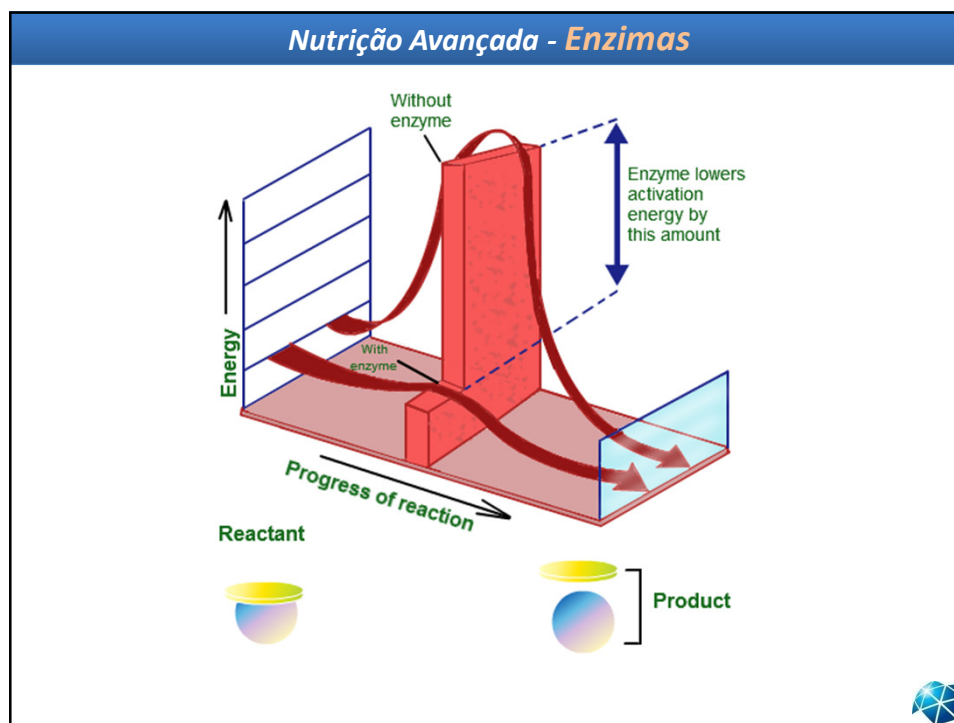 Nutrição Avançada - Enzimas
Without
enzyme
Enzyme lowers
activation
energy by
this amount
Energy
With
enzyme
Progress of reaction
Reactant
Product